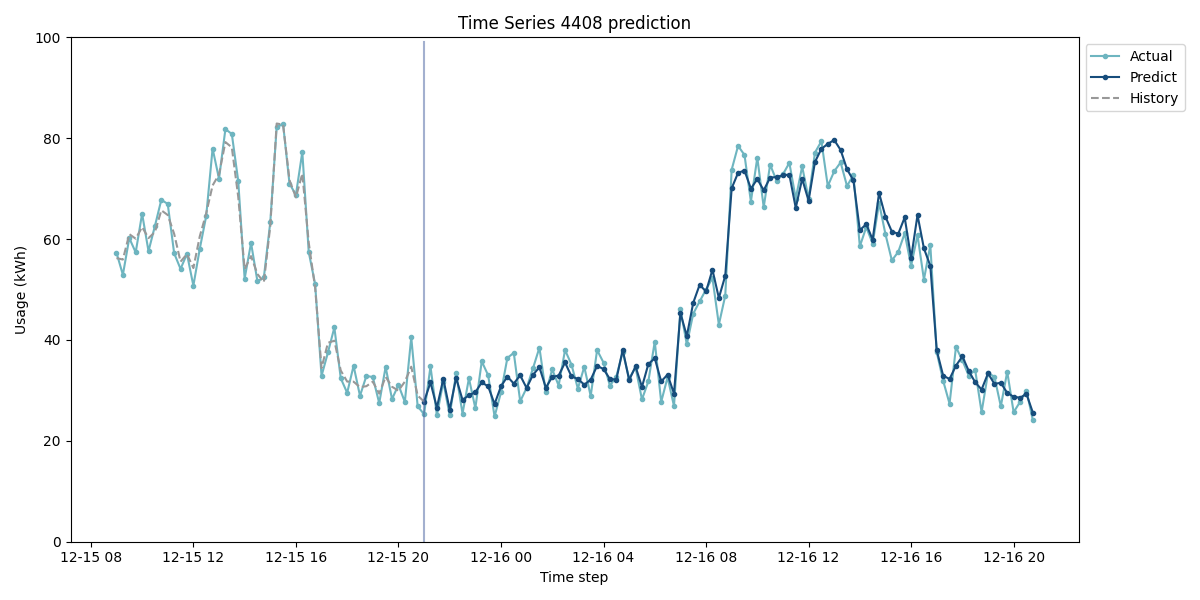 Time Series 4408 prediction
Actual
Predict
History
Usage (kWh)
100
80
60
40
20
0
12-15 08
12-15 12
12-15 16
12-15 20
12-16 00
12-16 04
12-16 08
12-16 12
12-16 16
12-16 20
Time step